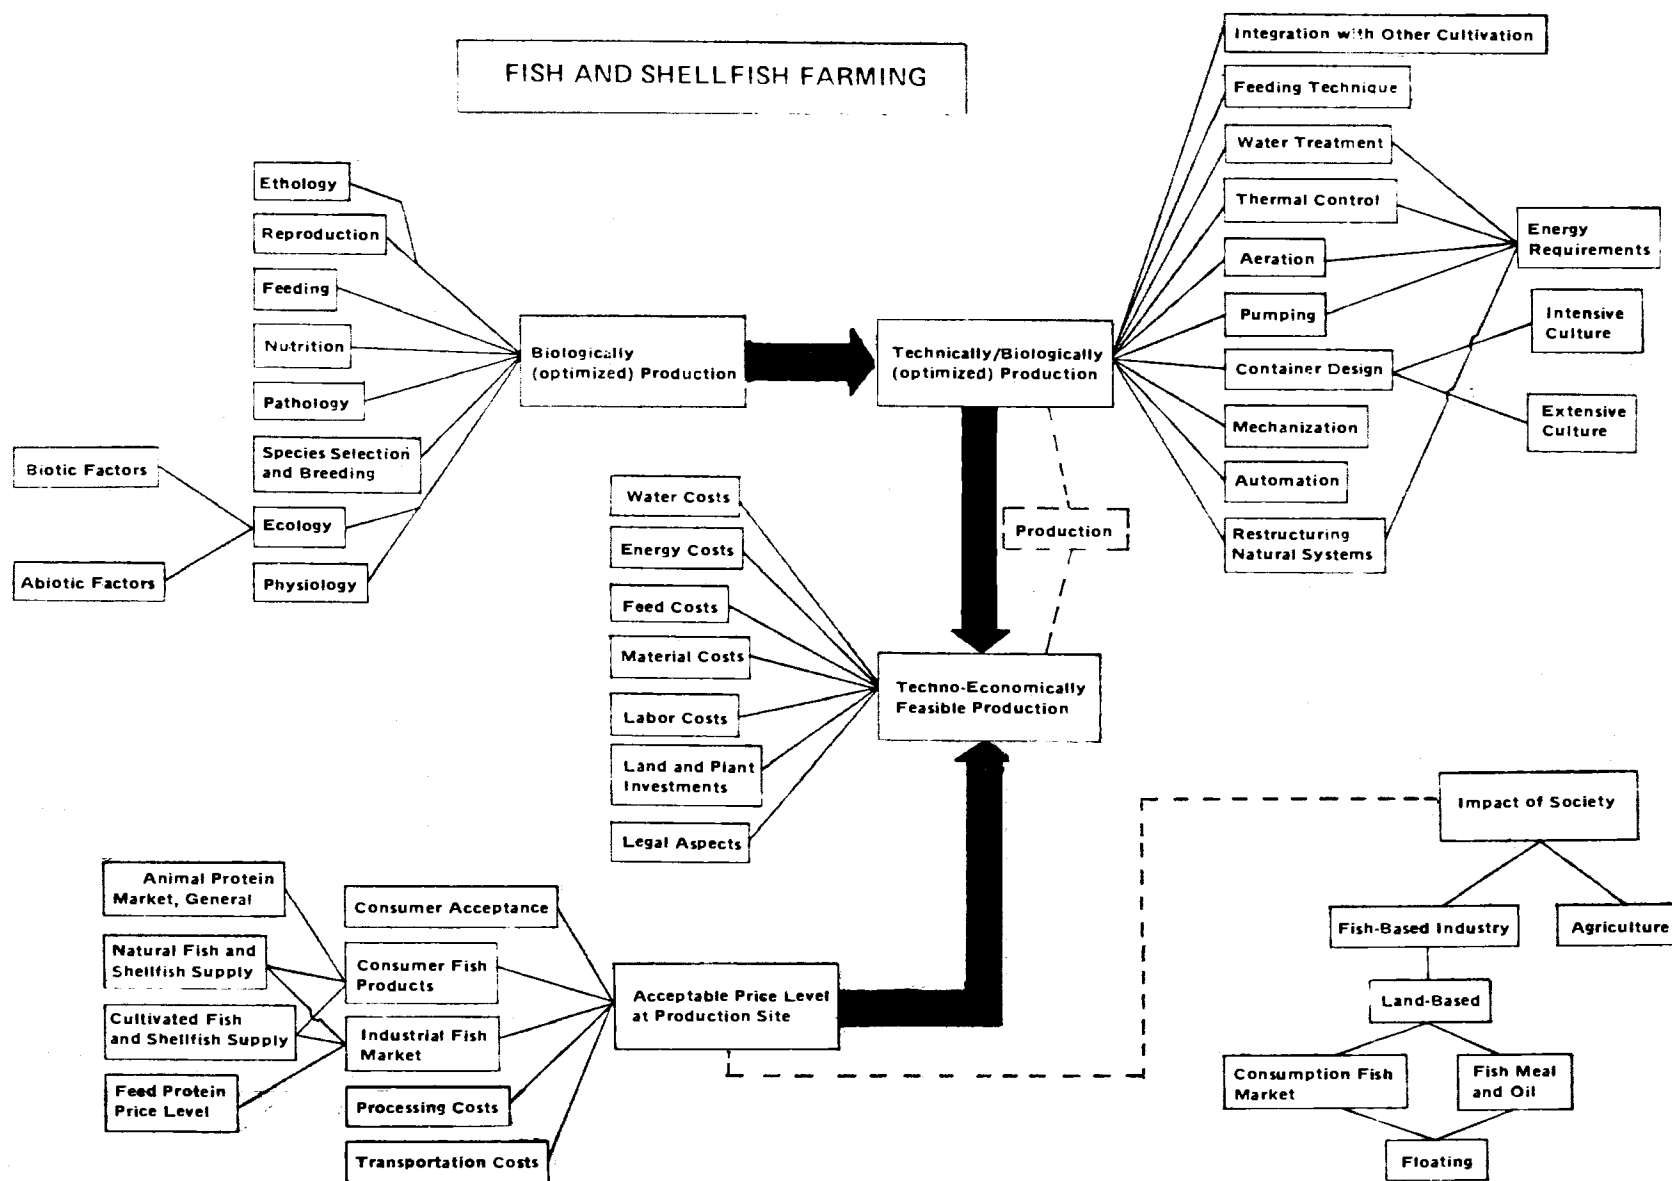 FISH AND SHELLFISH FARMING
Integration with Other Cultivation
Feeding Technique
Water Treatment
Thermal Control
Aeration
Pumping
Container Design
Mechanization
Automation
Restructuring
Natural Systems
Energy
Requirements
Intensive
Culture
Extensive
Culture
Ethology
Reproduction
Feeding
Nutrition
Pathology
Species Selection
and Breeding
Ecology
Physiology
Biotic Factors
Abiotic Factors
Biologically
(optimized) Production
Technically/Biologically
(optimized) Production
Production
Water Costs
Energy Costs
Feed Costs
Material Costs
Labor Costs
Land and Plant
Investments
Legal Aspects
Techno-Economically
Feasible Production
Animal Protein
Market, General
Natural Fish and
Shellfish Supply
Cultivated Fish
and Shellfish Supply
Feed Protein
Price Level
Consumer Acceptance
Consumer Fish
Products
Industrial Fish
Market
Processing Costs
Transportation Costs
Acceptable Price Level
at Production Site
Impact of Society
Fish-Based Industry
Agriculture
Land-Based
Consumption Fish
Market
Fish Meal
and Oil
Floating